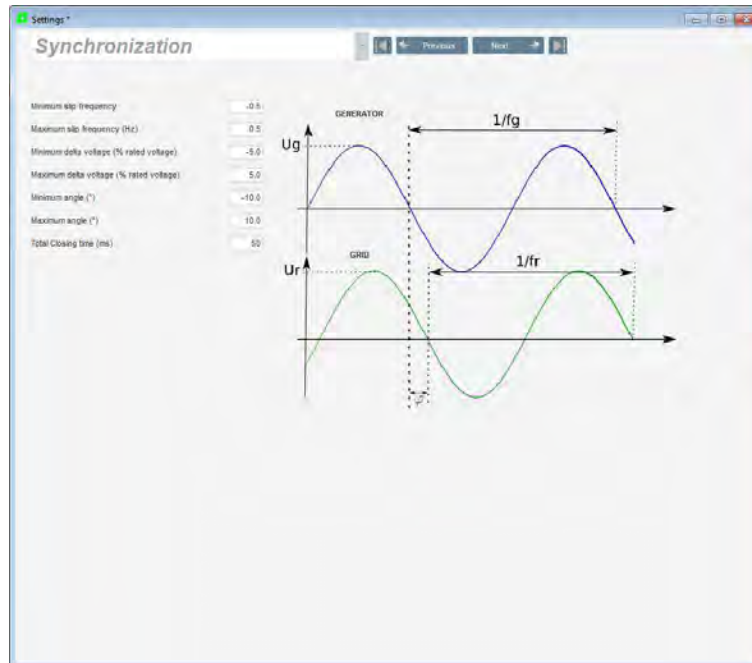 Settings *
Synchronization
Previous
Next
Minimum slip frequency -0.5
Maximum slip frequency (Hz) 0.5
Minimum delta voltage (% rated voltage) -5.0
Maximum delta voltage (% rated voltage) 5.0
Minimum angle (°) -10.0
Maximum angle (°) 10.0
Total Closing time (ms) 50
GENERATOR
1/fg
Ug
GRID
1/fr
Ur
φ